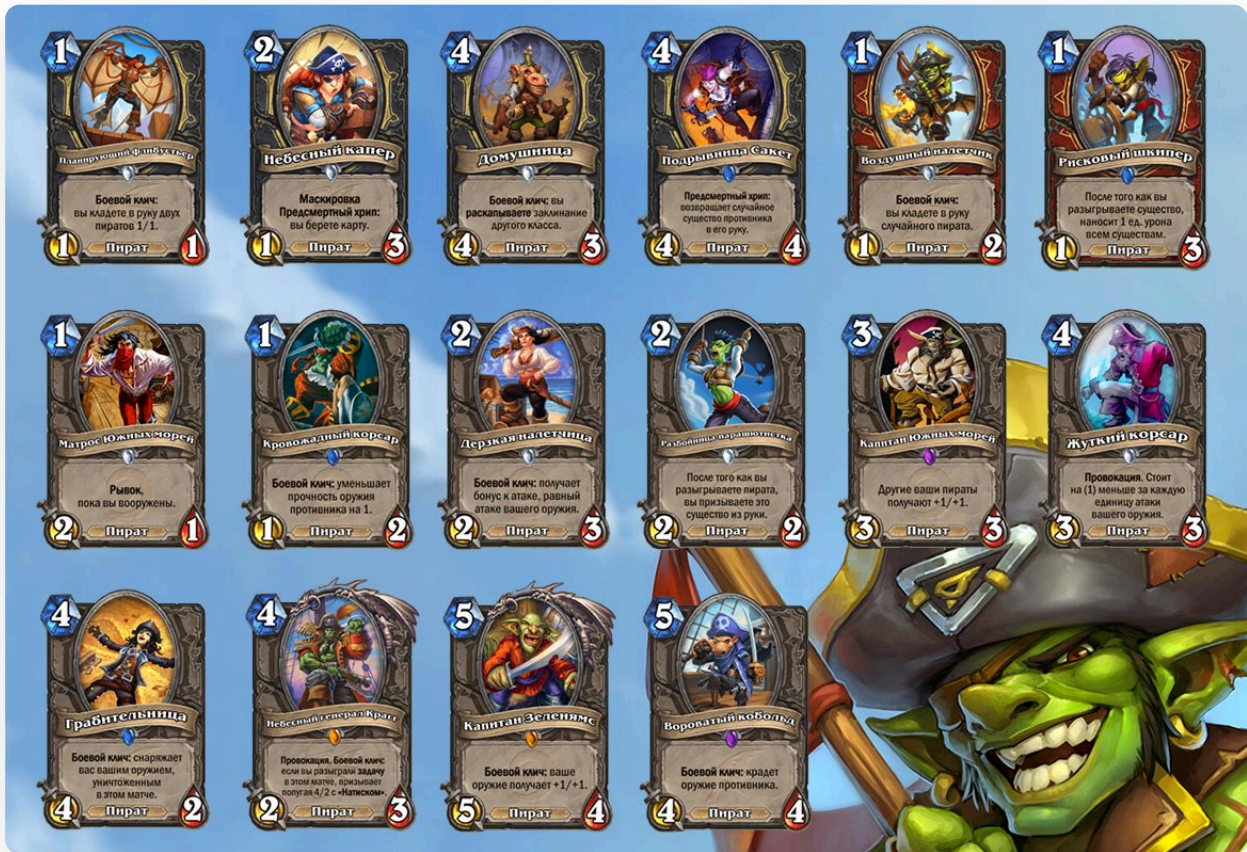 1
Планирующий флибустьер
Боевой клич:
вы кладете в руку двух
пиратов 1/1.
1 Пират 1
2
Небесный капер
Маскировка
Предсмертный хрип:
вы берете карту.
1 Пират 3
4
Домушница
Боевой клич: вы
раскапываете заклинание
другого класса.
4 Пират 3
4
Подрывница Сакет
Предсмертный хрип:
возвращает случайное
существо противника
в его руку.
4 Пират 4
1
Воздушный налетчик
Боевой клич:
вы кладете в руку
случайного пирата.
1 Пират 2
1
Рисковый шкипер
После того как вы
разыгрываете существо,
наносит 1 ед. урона
всем существам.
1 Пират 3
1
Матрос Южных морей
Рывок,
пока вы вооружены.
2 Пират 1
1
Кровожадный корсар
Боевой клич: уменьшает
прочность оружия
противника на 1.
1 Пират 2
2
Дерзкая налетчица
Боевой клич: получает
бонус к атаке, равный
атаке вашего оружия.
2 Пират 3
2
Разбойница парашютистка
После того как вы
разыгрываете пирата,
вы призываете это
существо из руки.
2 Пират 2
3
Капитан Южных морей
Другие ваши пираты
получают +1/+1.
3 Пират 3
4
Жуткий корсар
Провокация. Стоит
на (1) меньше за каждую
единицу атаки
вашего оружия.
3 Пират 3
4
Грабительница
Боевой клич: снаряжает
вас вашим оружием,
уничтоженным
в этом матче.
4 Пират 2
4
Небесный генерал Крагг
Провокация. Боевой клич:
если вы разыграли задачу
в этом матче, призывает
попугая 4/2 с «Натиском».
2 Пират 3
5
Капитан Зеленямс
Боевой клич: ваше
оружие получает +1/+1.
5 Пират 4
5
Вороватый кобольд
Боевой клич: крадет
оружие противника.
4 Пират 4